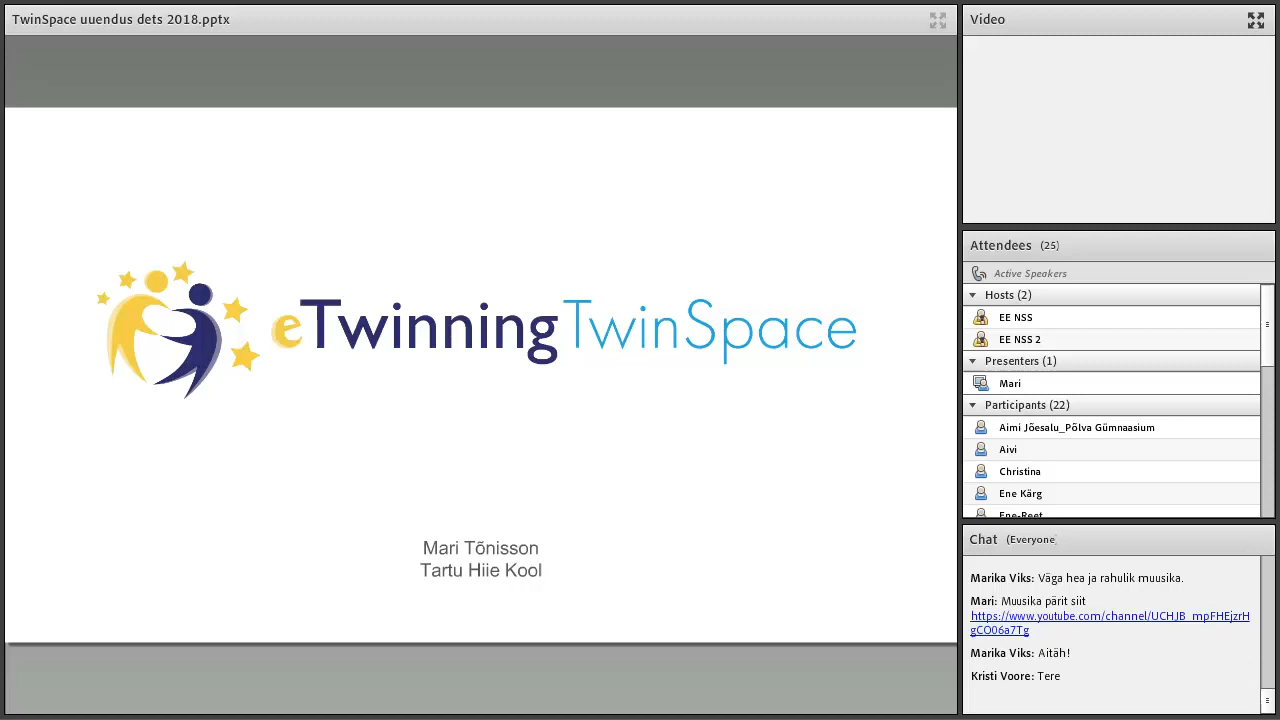 TwinSpace uuendus dets 2018.pptx
eTwinningTwinSpace
Mari Tõnisson
Tartu Hiie Kool
Video
Attendees (25)
Active Speakers
Hosts (2)
EE NSS
EE NSS 2
Presenters (1)
Mari
Participants (22)
Aimi Jõesalu_Põlva Gümnaasium
Aivi
Christina
Ene Kärg
Ene-Reet
Chat (Everyone)
Marika Viks: Väga hea ja rahulik muusika.
Mari: Muusika pärit siit
https://www.youtube.com/channel/UCHJB_mpFHEjzrH
gCO06a7Tg
Marika Viks: Aitäh!
Kristi Voore: Tere